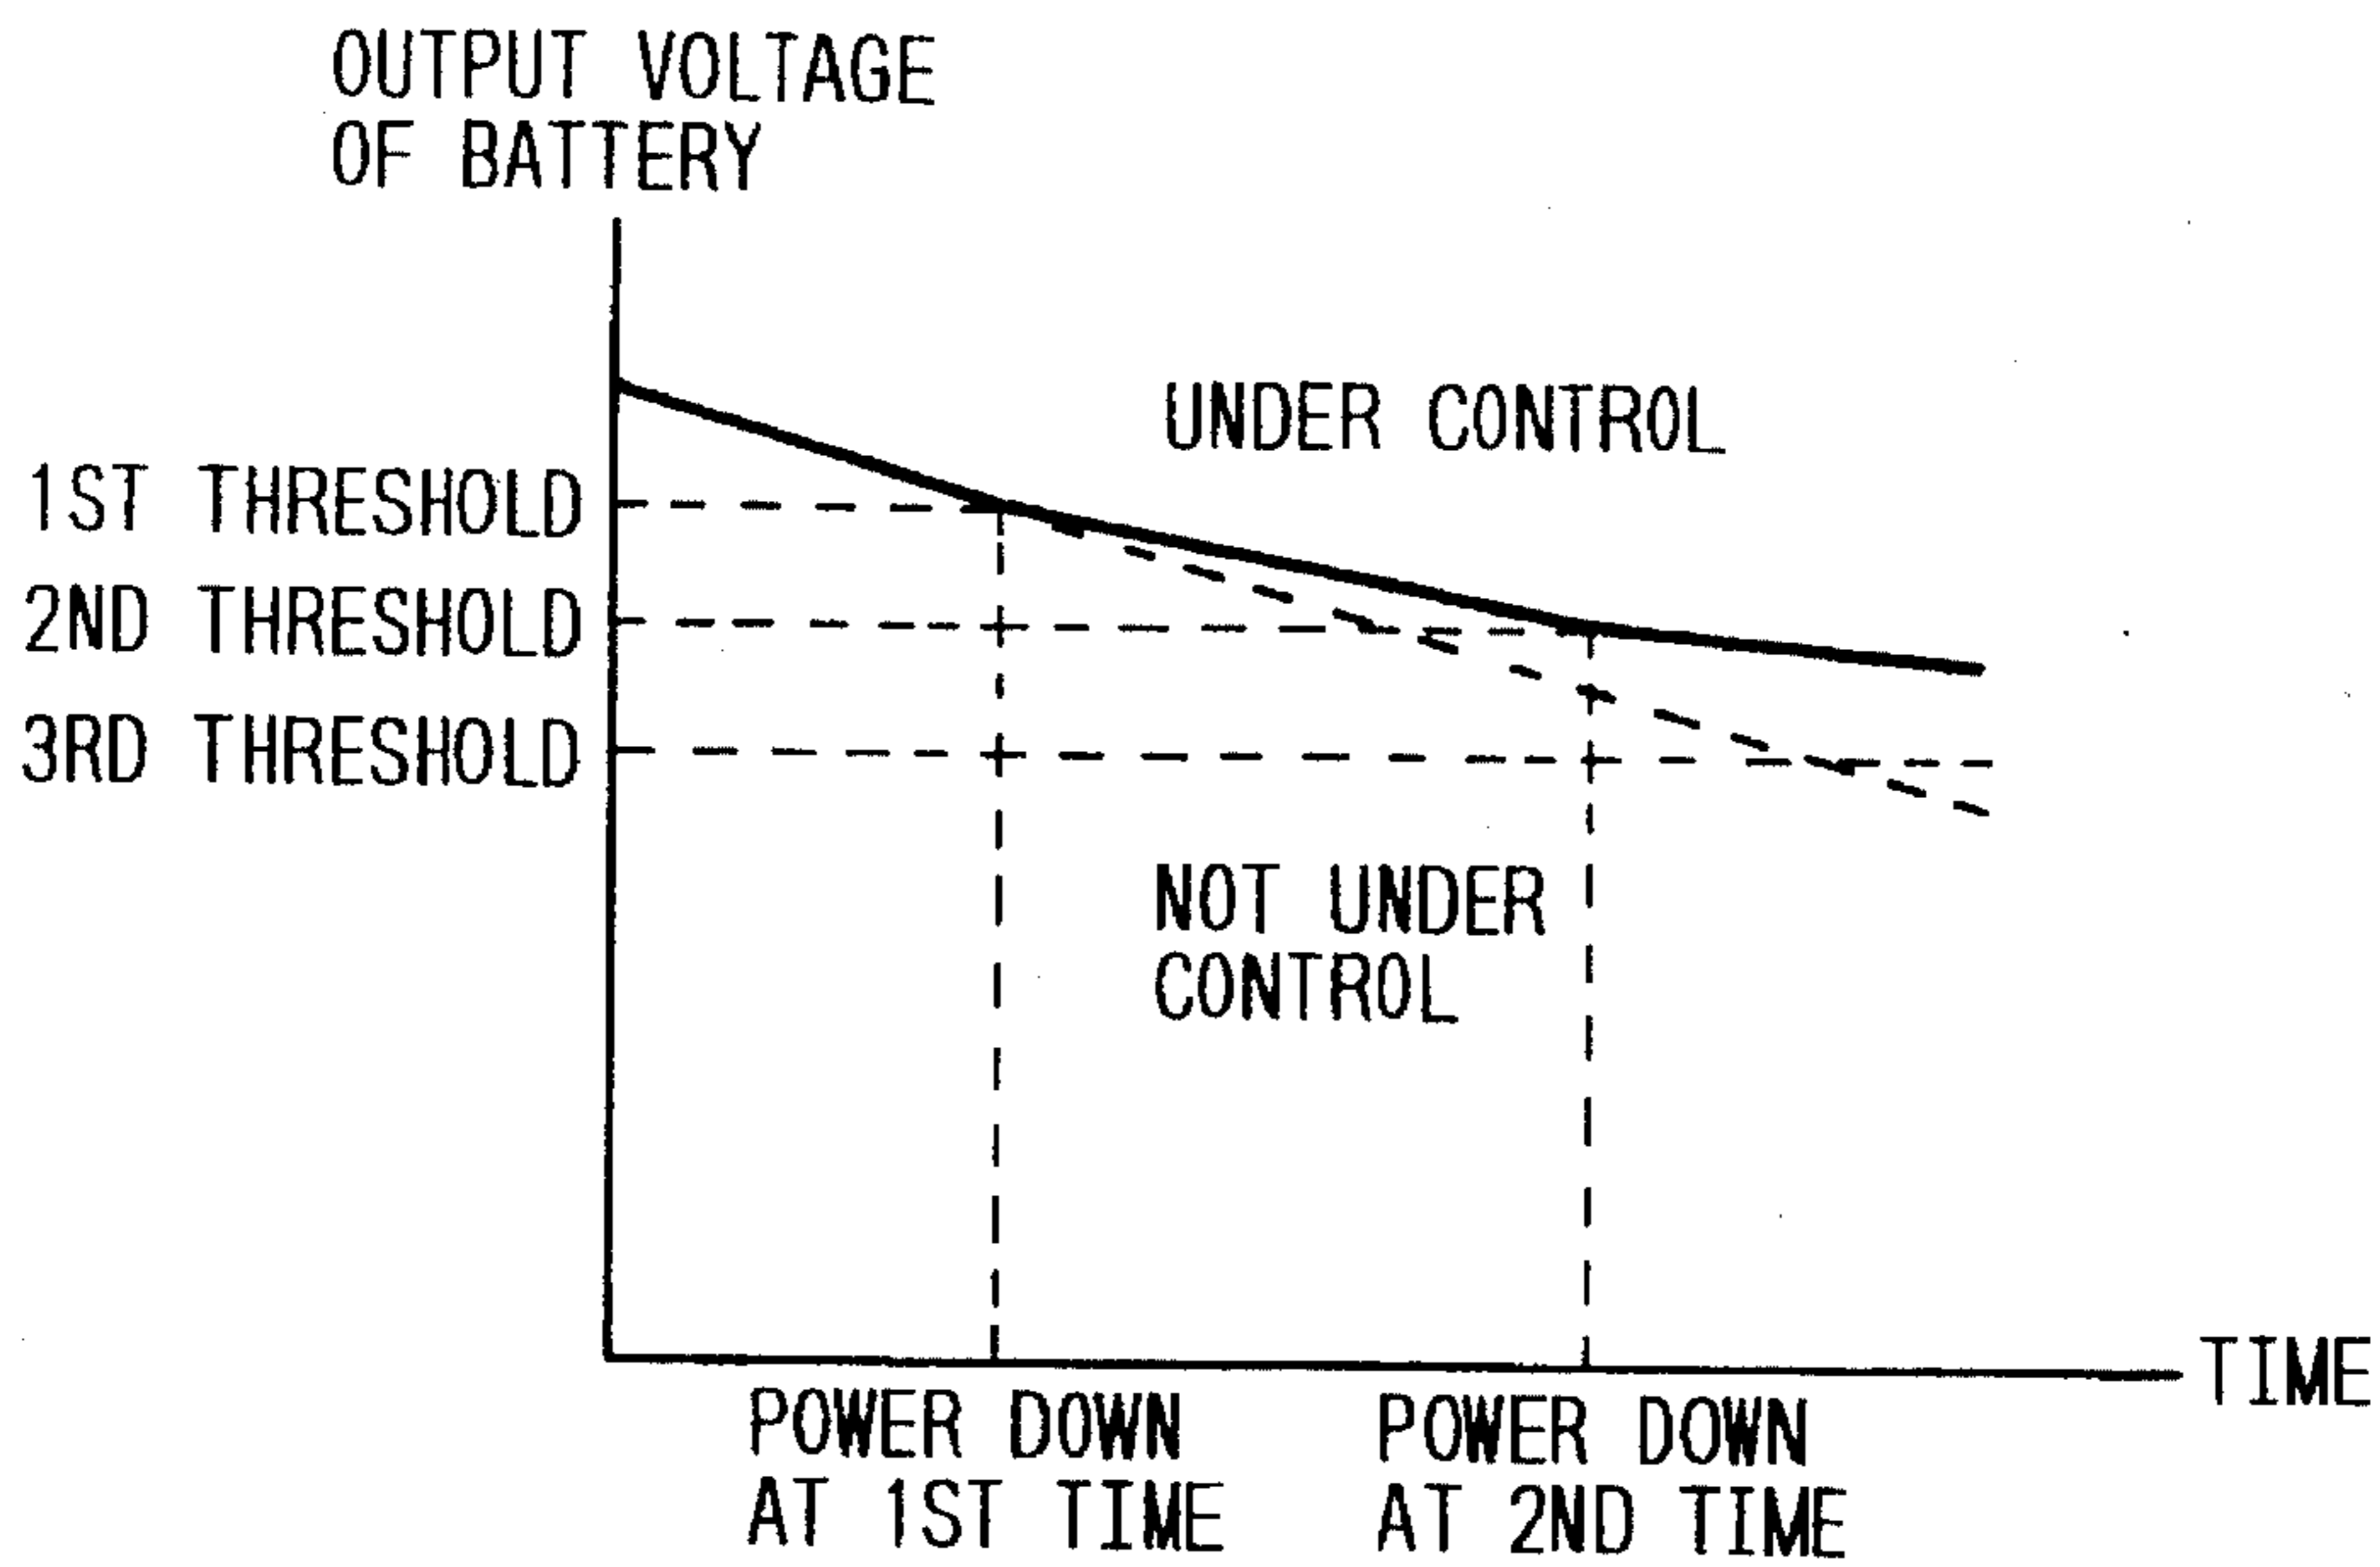 OUTPUT VOLTAGE
OF BATTERY
UNDER CONTROL
1ST THRESHOLD
2ND THRESHOLD
3RD THRESHOLD
NOT UNDER
CONTROL
TIME
POWER DOWN
AT 1ST TIME
POWER DOWN
AT 2ND TIME